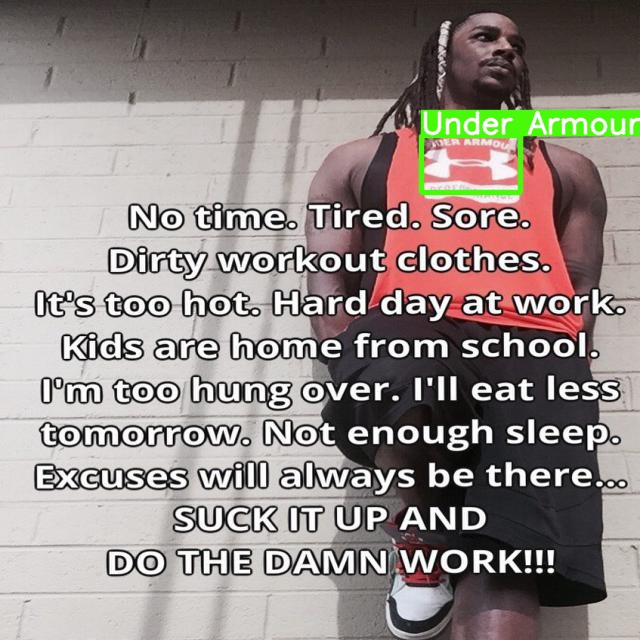 Under Armour
UNDER ARMOUR
No time. Tired. Sore.
Dirty workout clothes.
It's too hot. Hard day at work.
Kids are home from school.
I'm too hung over. I'll eat less
tomorrow. Not enough sleep.
Excuses will always be there...
SUCK IT UP AND
DO THE DAMN WORK!!!